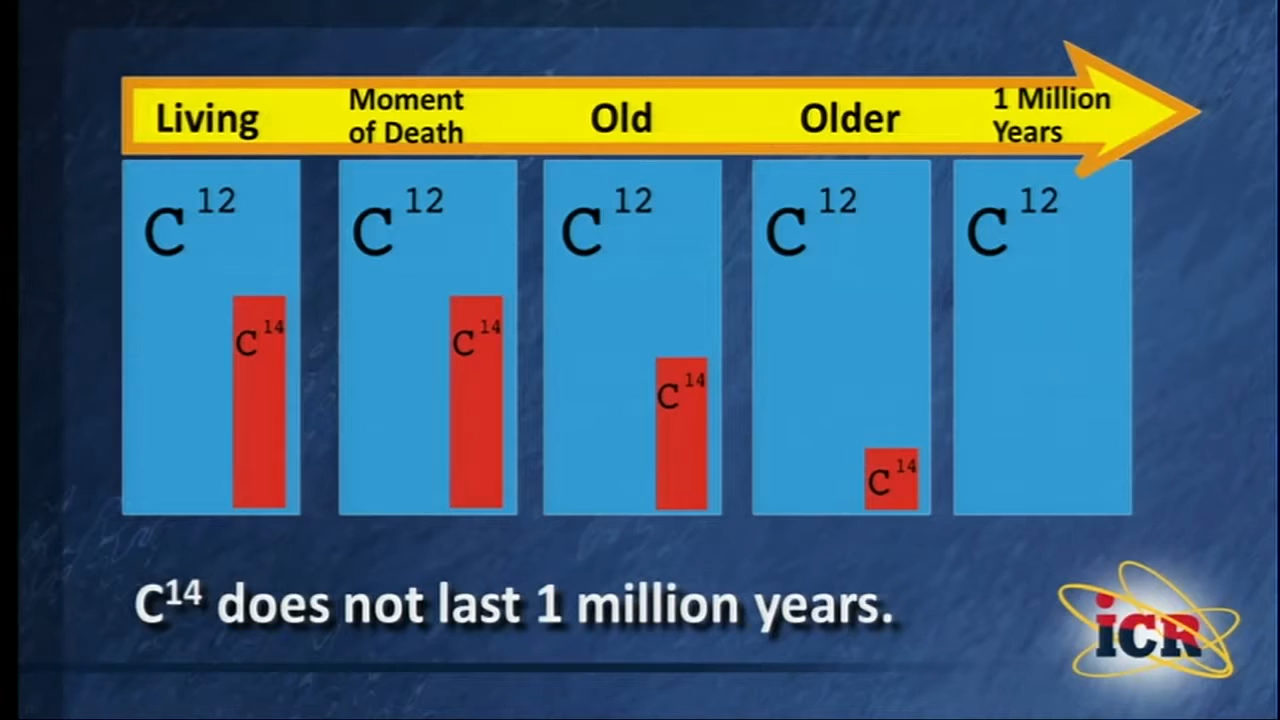 Living
Moment
of Death
Old
Older
1 Million
Years
C¹²
C¹⁴
C¹²
C¹⁴
C¹²
C¹⁴
C¹²
C¹⁴
C¹²
C¹⁴ does not last 1 million years.
iCR